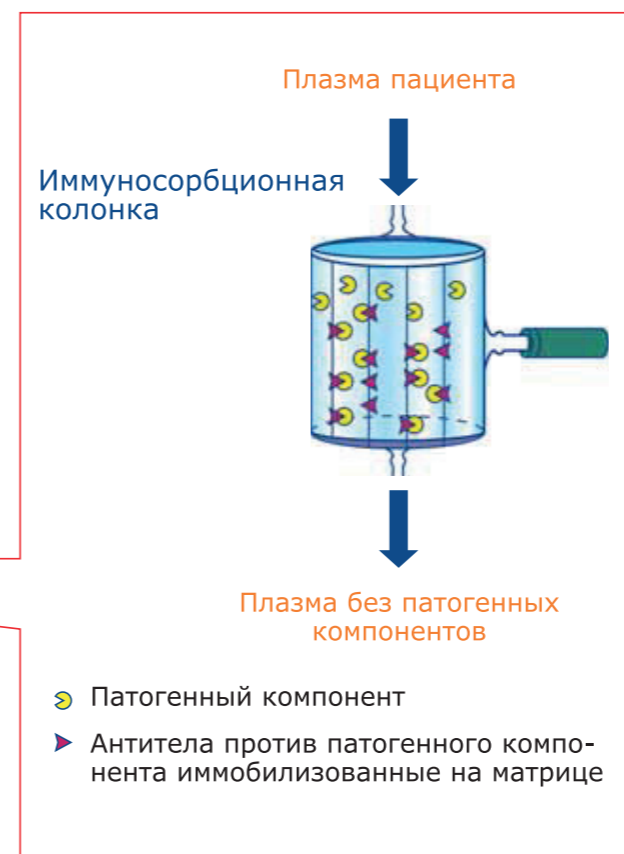 Плазма пациента
Иммуносорбционная
колонка
Плазма без патогенных
компонентов
Патогенный компонент
Антитела против патогенного компо-
нента иммобилизованные на матрице